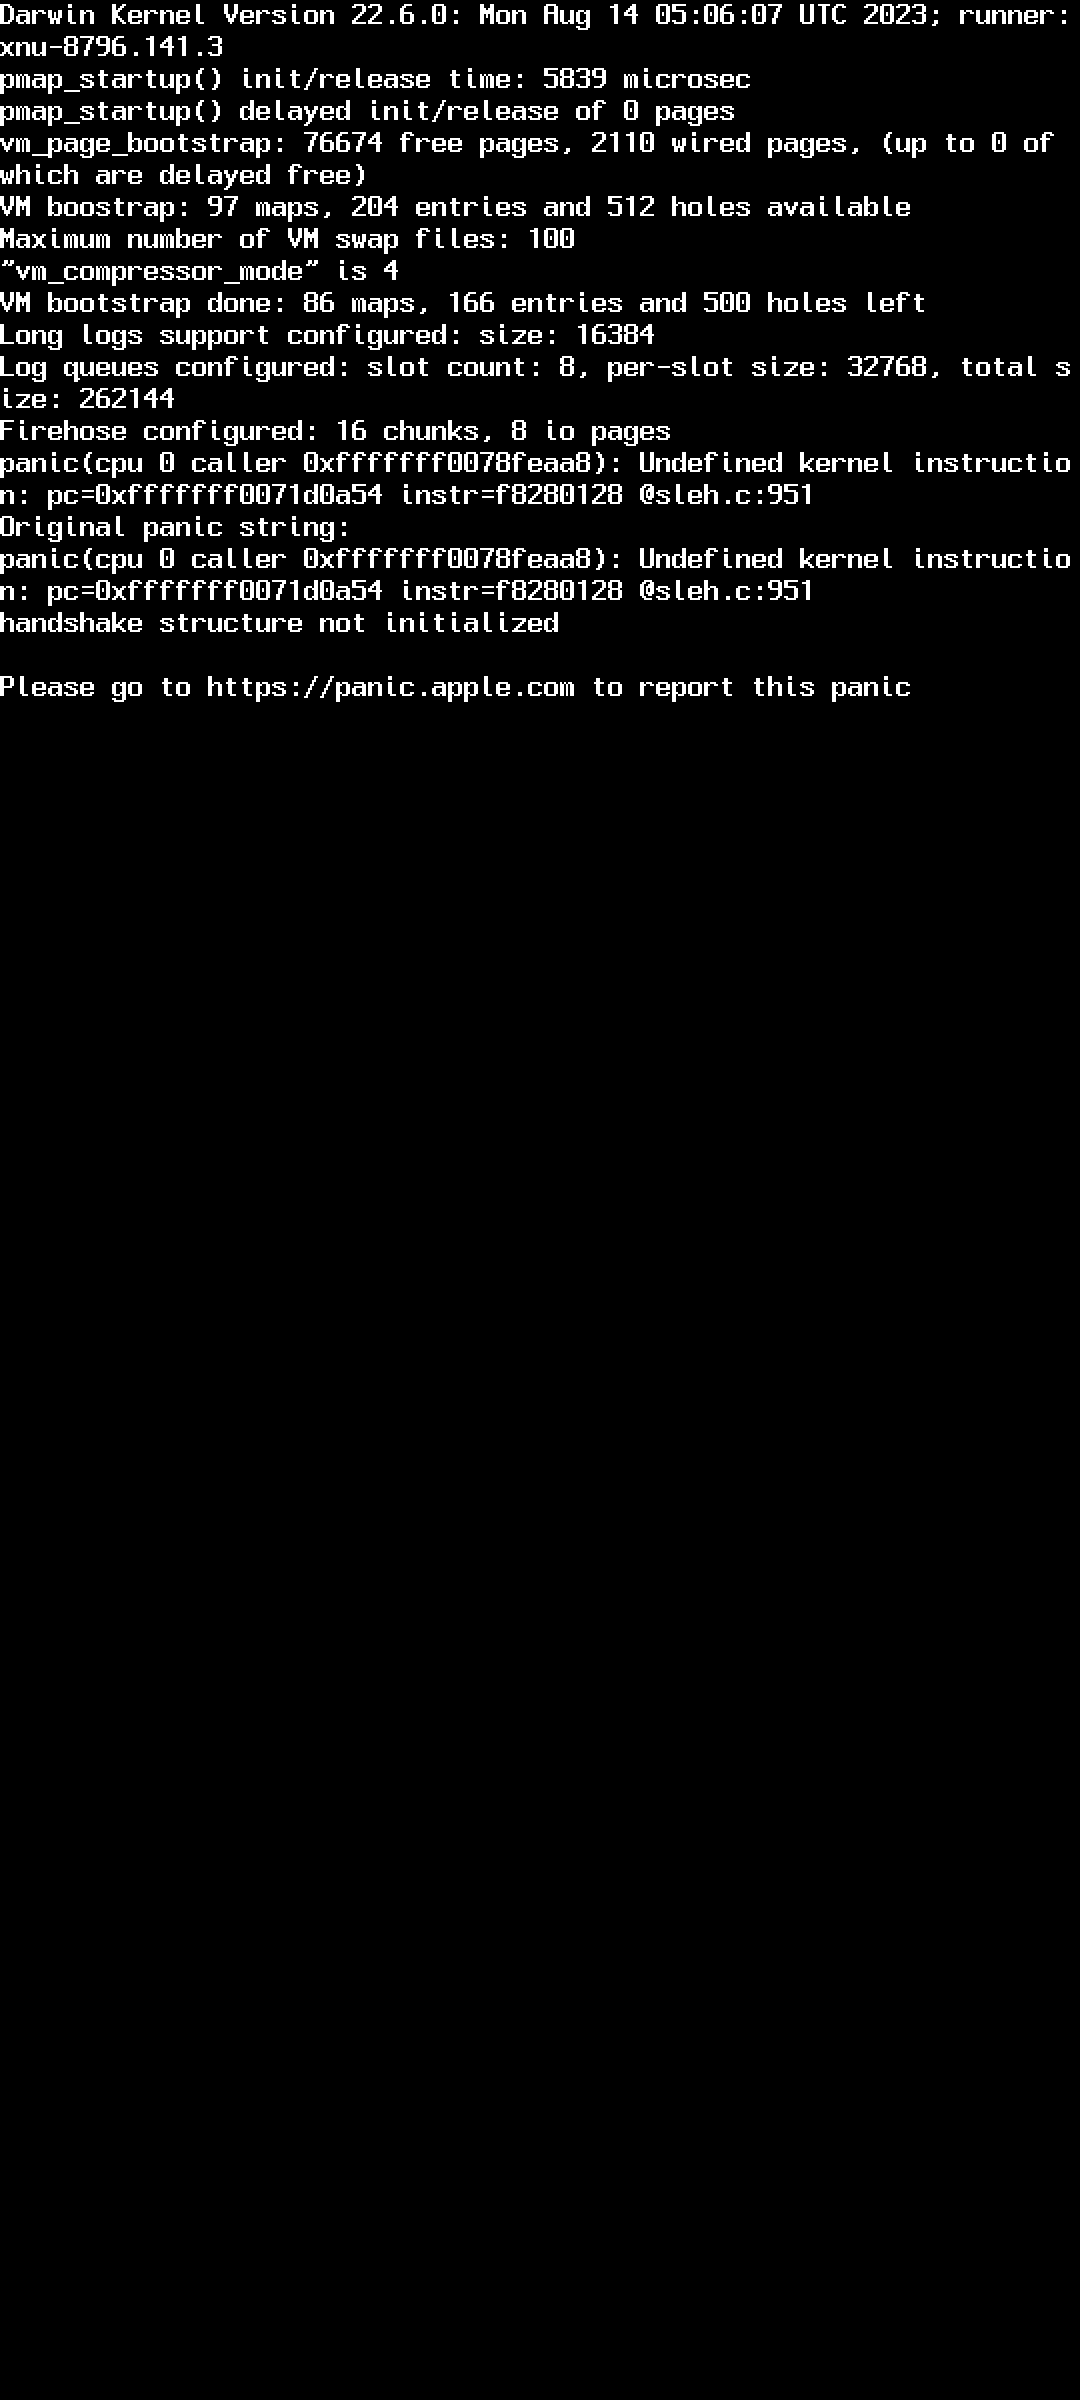 Darwin Kernel Version 22.6.0: Mon Aug 14 05:06:07 UTC 2023; runner:
xnu-8796.141.3
pmap_startup() init/release time: 5839 microsec
pmap_startup() delayed init/release of 0 pages
vm_page_bootstrap: 76674 free pages, 2110 wired pages, (up to 0 of
which are delayed free)
VM boostrap: 97 maps, 204 entries and 512 holes available
Maximum number of VM swap files: 100
"vm_compressor_mode" is 4
VM bootstrap done: 86 maps, 166 entries and 500 holes left
Long logs support configured: size: 16384
Log queues configured: slot count: 8, per-slot size: 32768, total s
ize: 262144
Firehose configured: 16 chunks, 8 io pages
panic(cpu 0 caller 0xfffffff0078feaa8): Undefined kernel instructio
n: pc=0xfffffff0071d0a54 instr=f8280128 @sleh.c:951
Original panic string:
panic(cpu 0 caller 0xfffffff0078feaa8): Undefined kernel instructio
n: pc=0xfffffff0071d0a54 instr=f8280128 @sleh.c:951
handshake structure not initialized
Please go to https://panic.apple.com to report this panic